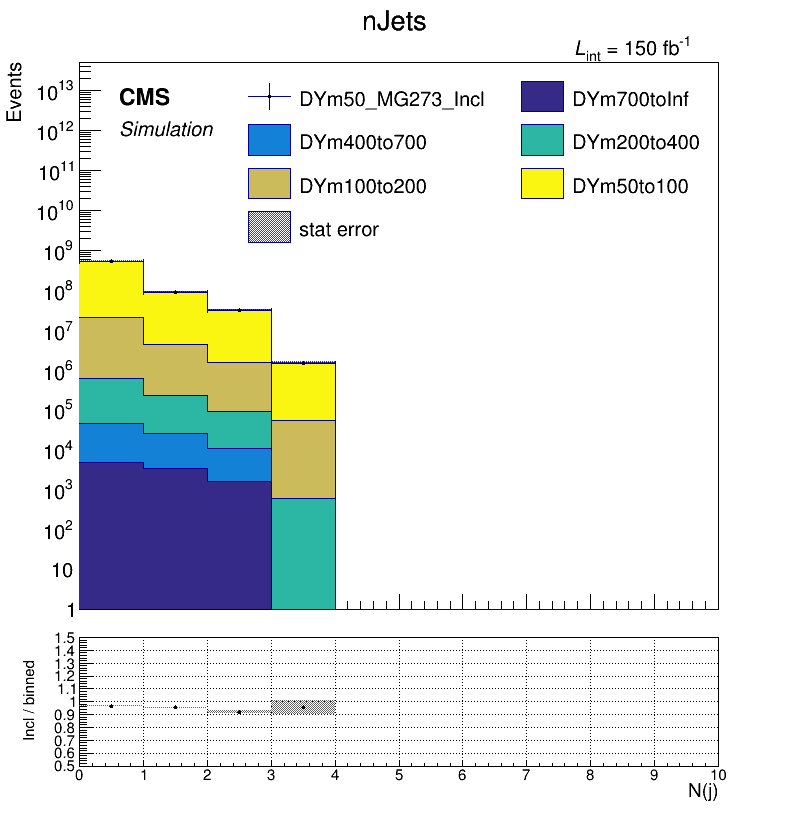 nJets
L_int = 150 fb^-1
Events
CMS
Simulation
DYm50_MG273_Incl
DYm700toInf
DYm400to700
DYm200to400
DYm100to200
DYm50to100
stat error
10^13
10^12
10^11
10^10
10^9
10^8
10^7
10^6
10^5
10^4
10^3
10^2
10
1
Incl / binned
1.5
1.4
1.3
1.2
1.1
1
0.9
0.8
0.7
0.6
0.5
0 1 2 3 4 5 6 7 8 9 10
N(j)